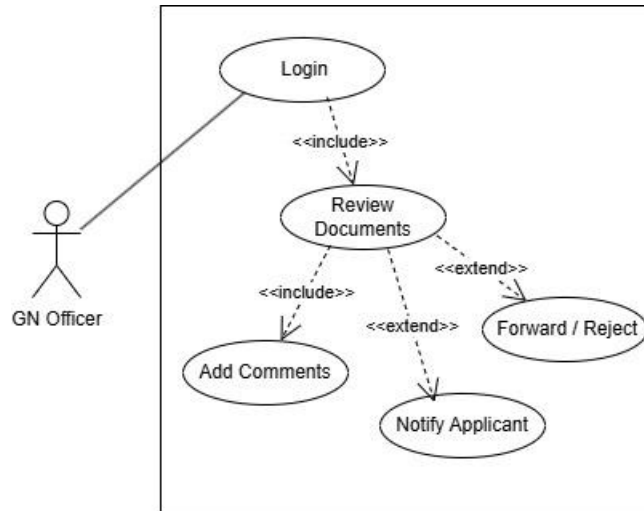 Login
<<include>>
Review
Documents
<<extend>>
<<include>>
GN Officer
<<extend>>
Forward / Reject
Add Comments
Notify Applicant